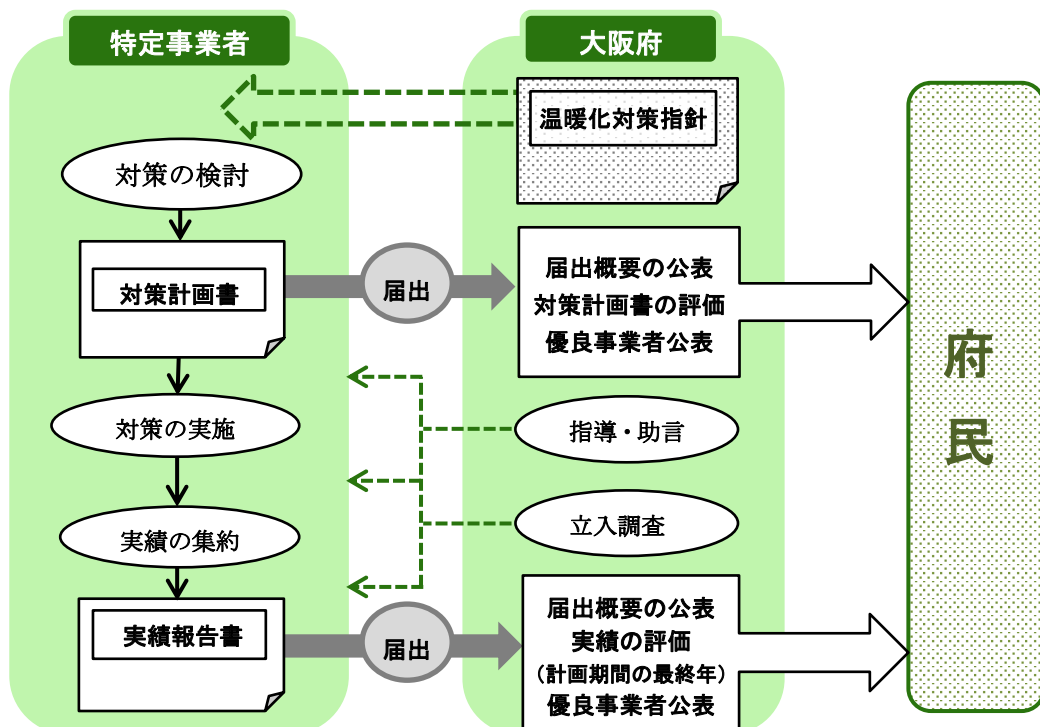 特定事業者
大阪府
温暖化対策指針
対策の検討
対策計画書
届出
届出概要の公表
対策計画書の評価
優良事業者公表
対策の実施
指導・助言
実績の集約
立入調査
実績報告書
届出
届出概要の公表
実績の評価
(計画期間の最終年)
優良事業者公表
府
民